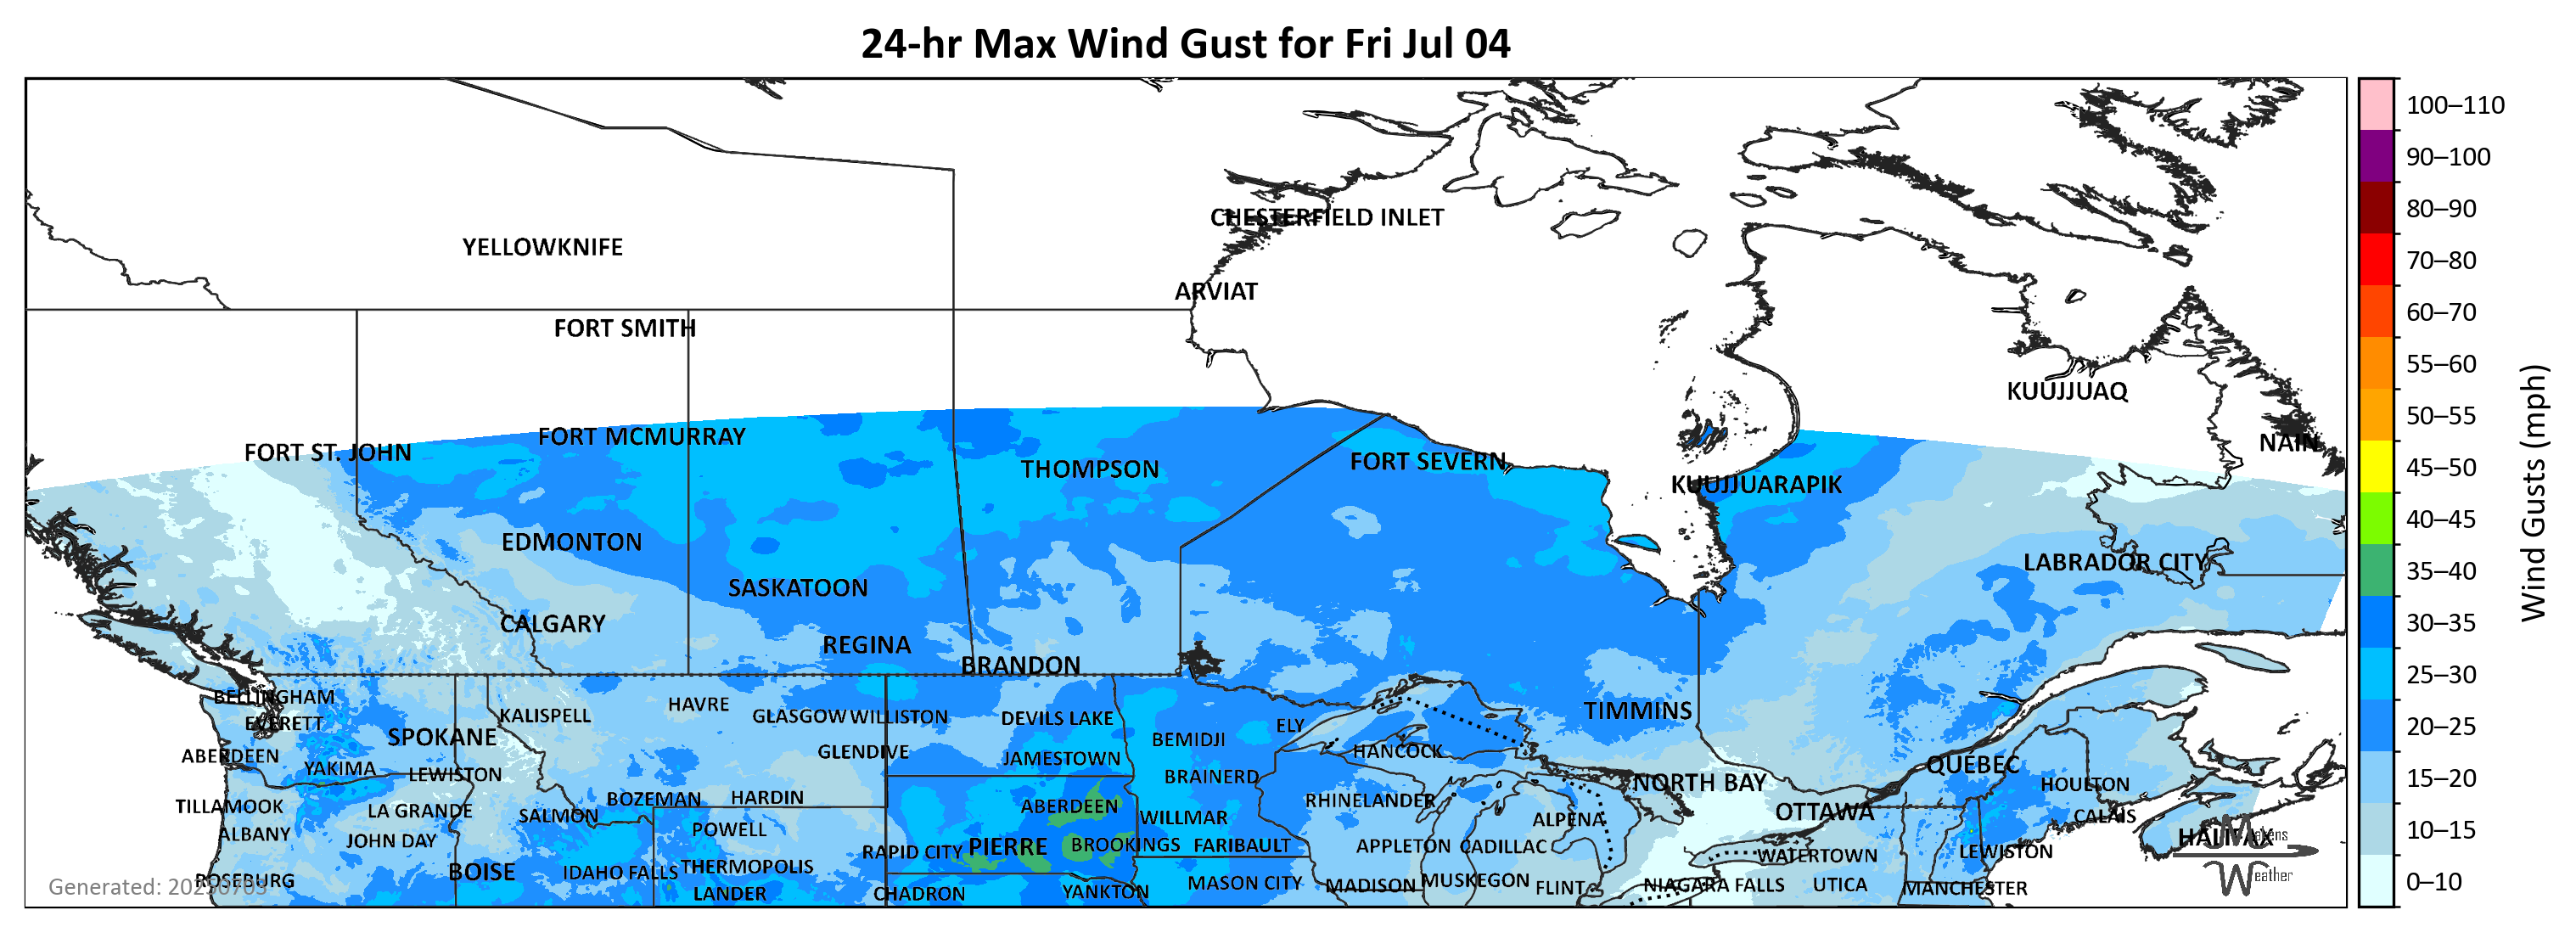 24-hr Max Wind Gust for Fri Jul 04
100–110
90–100
80–90
70–80
60–70
55–60
50–55
45–50
40–45
35–40
30–35
25–30
20–25
15–20
10–15
0–10
Wind Gusts (mph)
CHESTERFIELD INLET
YELLOWKNIFE
ARVIAT
FORT SMITH
KUUJJUAQ
FORT MCMURRAY
NAIN
FORT ST. JOHN
FORT SEVERN
THOMPSON
KUUJJUARAPIK
EDMONTON
LABRADOR CITY
SASKATOON
CALGARY
REGINA
BRANDON
BELLINGHAM
HAVRE
KALISPELL
GLASGOW
WILLISTON
DEVILS LAKE
TIMMINS
EVERETT
ELY
SPOKANE
BEMIDJI
GLENDIVE
HANCOCK
ABERDEEN
JAMESTOWN
QUÉBEC
YAKIMA
LEWISTON
BRAINERD
NORTH BAY
HOULTON
BOZEMAN
HARDIN
RHINELANDER
TILLAMOOK
ABERDEEN
LA GRANDE
SALMON
WILLMAR
OTTAWA
CALAIS
ALPENA
ALBANY
POWELL
HALIFAX
JOHN DAY
PIERRE
BROOKINGS
FARIBAULT
APPLETON
CADILLAC
RAPID CITY
LEWISTON
WATERTOWN
BOISE
IDAHO FALLS
THERMOPOLIS
ROSEBURG
MUSKEGON
MASON CITY
MADISON
NIAGARA FALLS
UTICA
FLINT
MANCHESTER
LANDER
CHADRON
YANKTON
Generated: 20250703
Makens
Weather